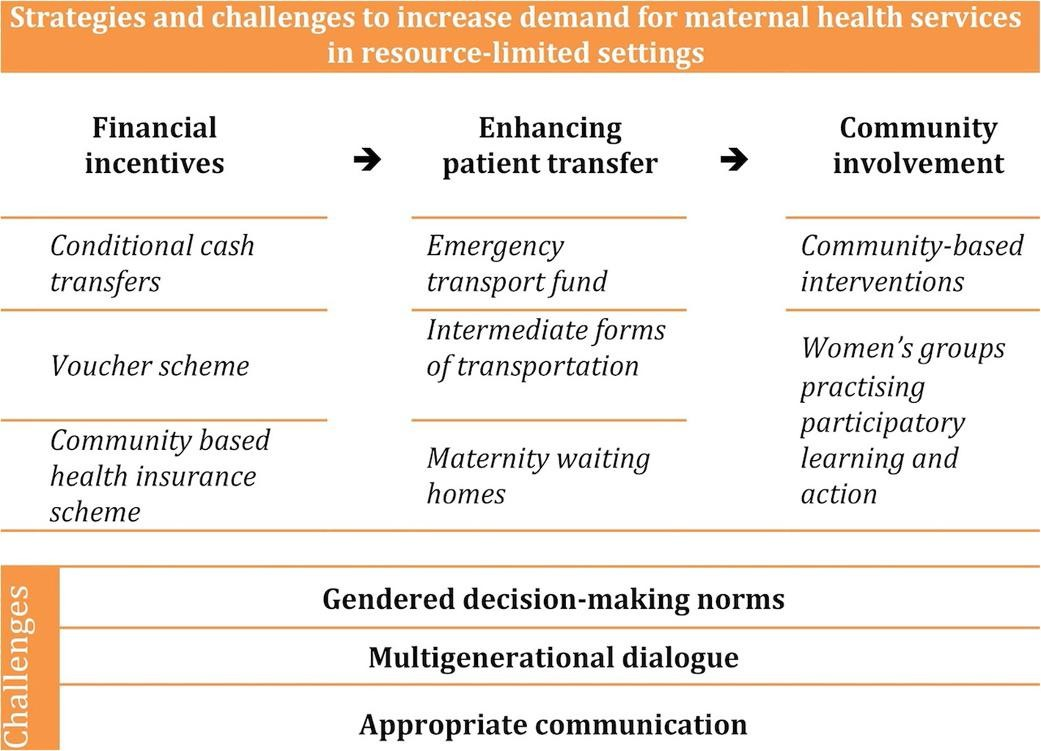 Strategies and challenges to increase demand for maternal health services
in resource-limited settings
Financial
incentives
➔
Enhancing
patient transfer
➔
Community
involvement
Conditional cash
transfers
Emergency
transport fund
Community-based
interventions
Voucher scheme
Intermediate forms
of transportation
Women’s groups
practising
participatory
learning and
action
Community based
health insurance
scheme
Maternity waiting
homes
Challenges
Gendered decision-making norms
Multigenerational dialogue
Appropriate communication